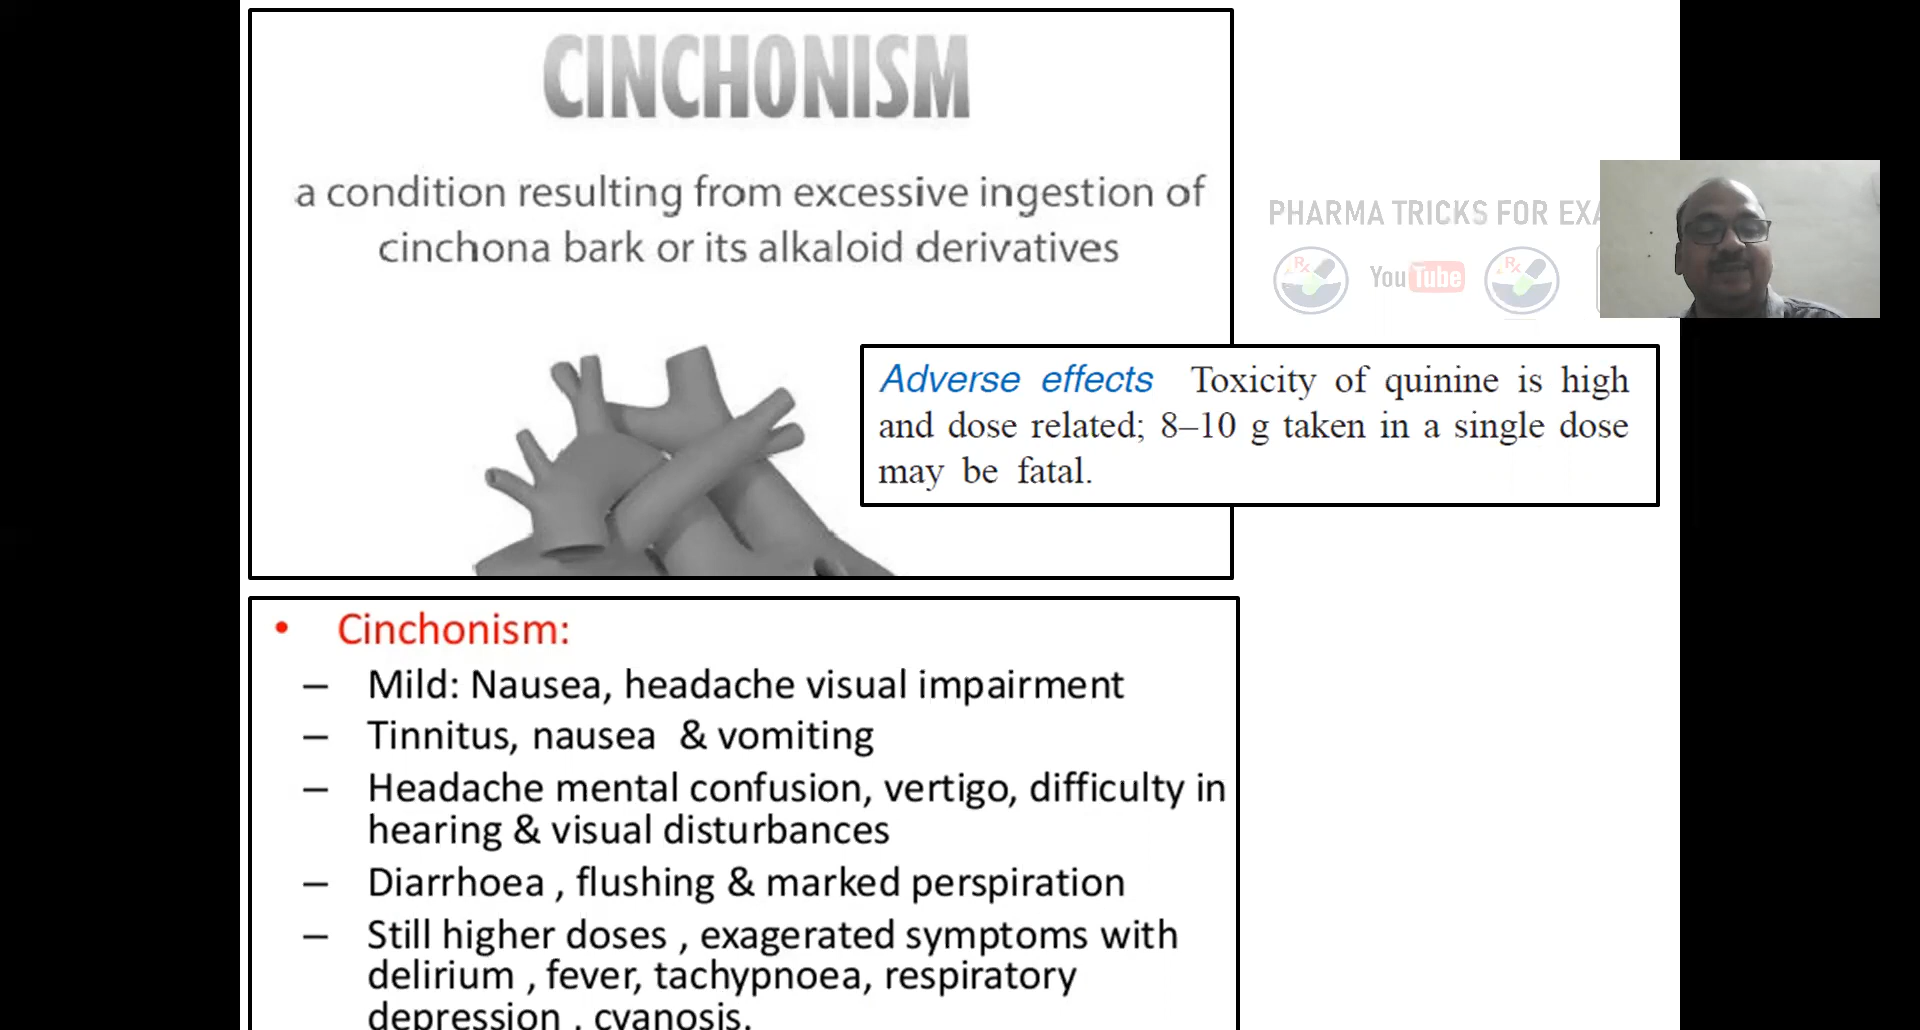 CINCHONISM
a condition resulting from excessive ingestion of
cinchona bark or its alkaloid derivatives
PHARMA TRICKS FOR EXA
Rx
YouTube
Rx
Adverse effects Toxicity of quinine is high
and dose related; 8–10 g taken in a single dose
may be fatal.
• Cinchonism:
– Mild: Nausea, headache visual impairment
– Tinnitus, nausea & vomiting
– Headache mental confusion, vertigo, difficulty in
hearing & visual disturbances
– Diarrhoea , flushing & marked perspiration
– Still higher doses , exagerated symptoms with
delirium , fever, tachypnoea, respiratory
depression , cyanosis.